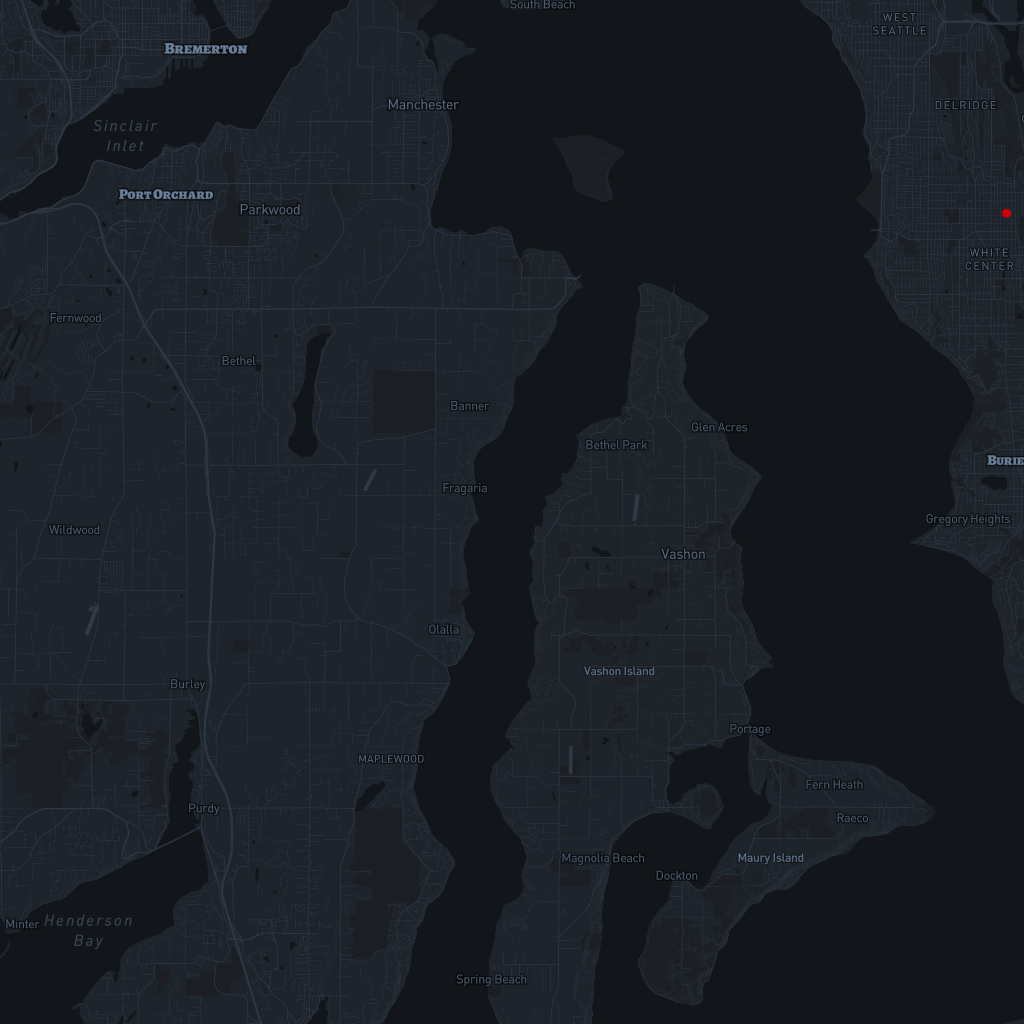 South Beach
WEST
SEATTLE
BREMERTON
Manchester
DELRIDGE
Sinclair
Inlet
PORT ORCHARD
Parkwood
WHITE
CENTER
Fernwood
Bethel
Banner
Glen Acres
Bethel Park
BURIE
Fragaria
Gregory Heights
Wildwood
Vashon
Olalla
Vashon Island
Burley
Portage
MAPLEWOOD
Fern Heath
Purdy
Raeco
Magnolia Beach
Maury Island
Dockton
Minter
Henderson
Bay
Spring Beach